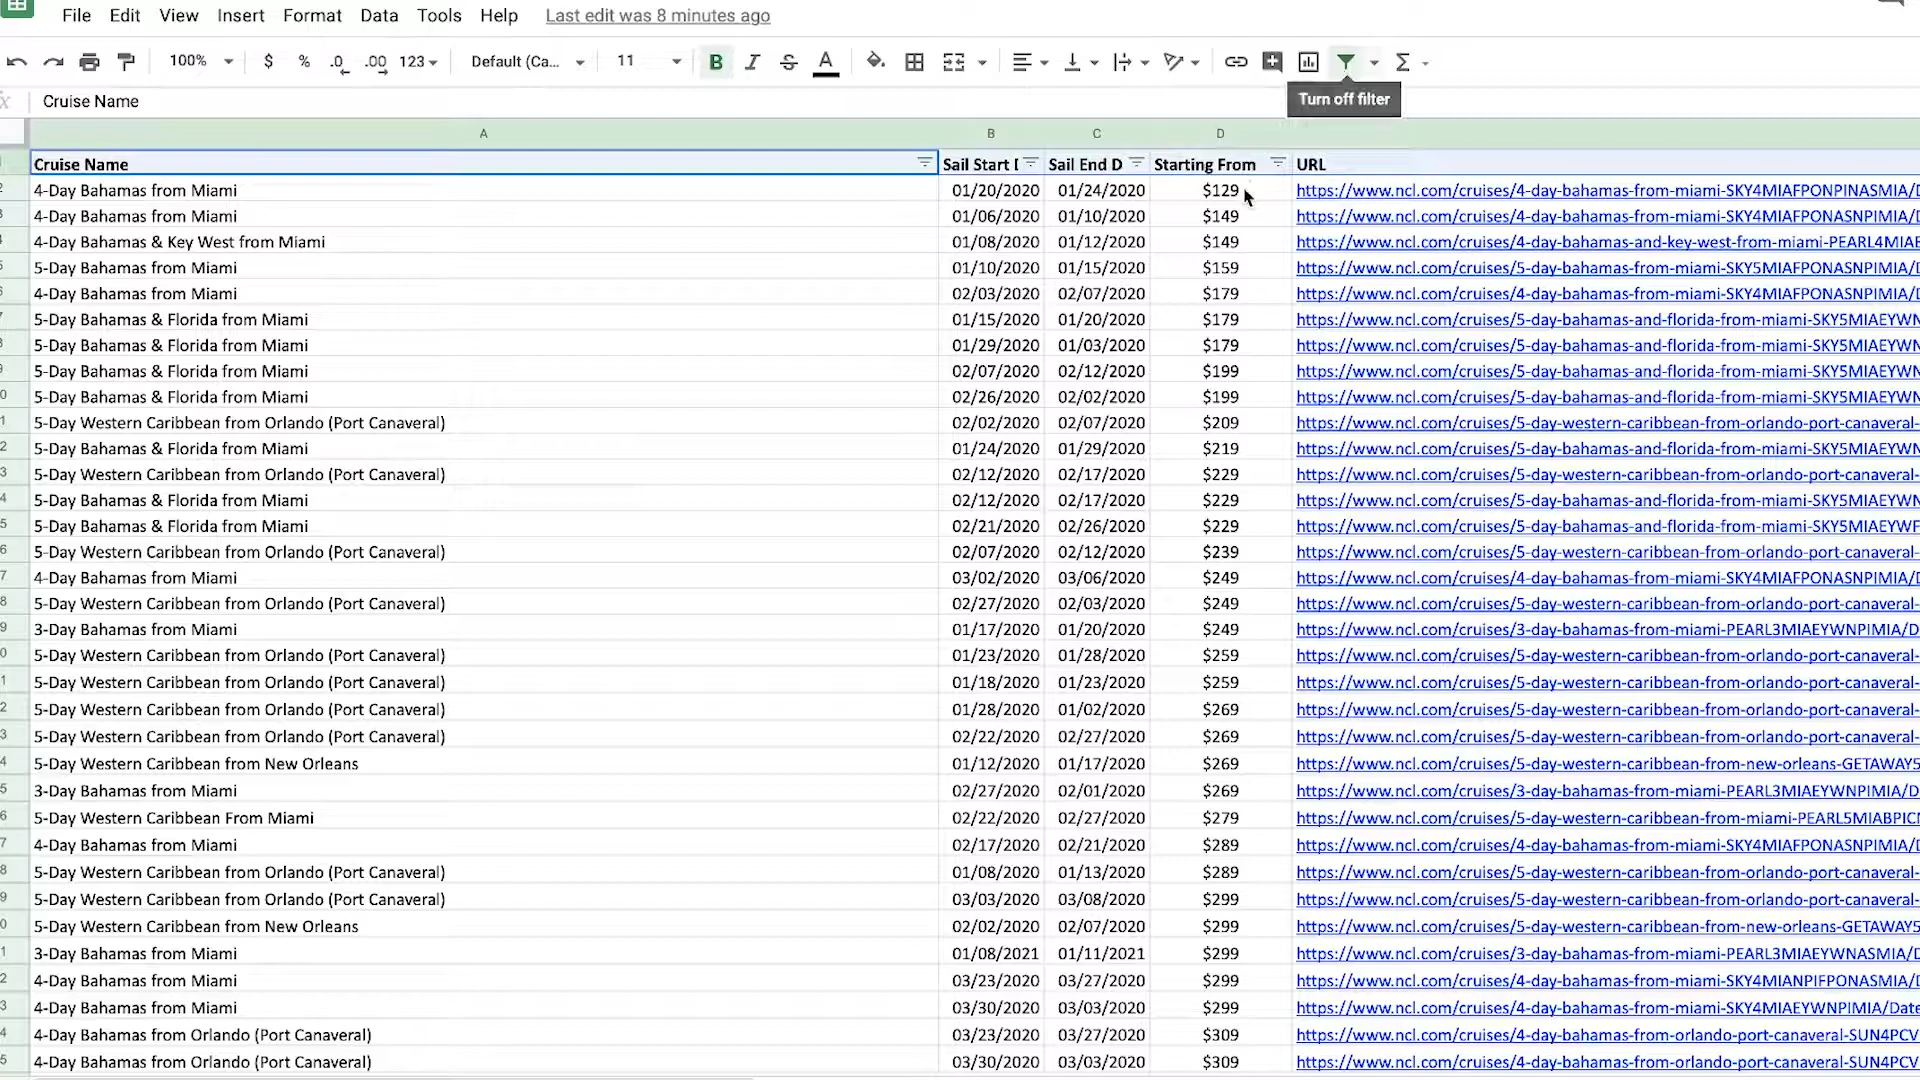 File Edit View Insert Format Data Tools Help Last edit was 8 minutes ago
100% $ % .0 .00 123 Default (Ca... 11 B I S A Σ
Cruise Name
Turn off filter
A B C D
Cruise Name Sail Start D Sail End D Starting From URL
2 4-Day Bahamas from Miami 01/20/2020 01/24/2020 $129 https://www.ncl.com/cruises/4-day-bahamas-from-miami-SKY4MIAFPONPINASMIA/D
3 4-Day Bahamas from Miami 01/06/2020 01/10/2020 $149 https://www.ncl.com/cruises/4-day-bahamas-from-miami-SKY4MIAFPONASNPIMIA/D
4 4-Day Bahamas & Key West from Miami 01/08/2020 01/12/2020 $149 https://www.ncl.com/cruises/4-day-bahamas-and-key-west-from-miami-PEARL4MIAE
5 5-Day Bahamas from Miami 01/10/2020 01/15/2020 $159 https://www.ncl.com/cruises/5-day-bahamas-from-miami-SKY5MIAFPONASNPIMIA/D
6 4-Day Bahamas from Miami 02/03/2020 02/07/2020 $179 https://www.ncl.com/cruises/4-day-bahamas-from-miami-SKY4MIAFPONASNPIMIA/D
7 5-Day Bahamas & Florida from Miami 01/15/2020 01/20/2020 $179 https://www.ncl.com/cruises/5-day-bahamas-and-florida-from-miami-SKY5MIAEYWN
8 5-Day Bahamas & Florida from Miami 01/29/2020 01/03/2020 $179 https://www.ncl.com/cruises/5-day-bahamas-and-florida-from-miami-SKY5MIAEYWN
9 5-Day Bahamas & Florida from Miami 02/07/2020 02/12/2020 $199 https://www.ncl.com/cruises/5-day-bahamas-and-florida-from-miami-SKY5MIAEYWN
0 5-Day Bahamas & Florida from Miami 02/26/2020 02/02/2020 $199 https://www.ncl.com/cruises/5-day-bahamas-and-florida-from-miami-SKY5MIAEYWN
1 5-Day Western Caribbean from Orlando (Port Canaveral) 02/02/2020 02/07/2020 $209 https://www.ncl.com/cruises/5-day-western-caribbean-from-orlando-port-canaveral-
2 5-Day Bahamas & Florida from Miami 01/24/2020 01/29/2020 $219 https://www.ncl.com/cruises/5-day-bahamas-and-florida-from-miami-SKY5MIAEYWN
3 5-Day Western Caribbean from Orlando (Port Canaveral) 02/12/2020 02/17/2020 $229 https://www.ncl.com/cruises/5-day-western-caribbean-from-orlando-port-canaveral-
4 5-Day Bahamas & Florida from Miami 02/12/2020 02/17/2020 $229 https://www.ncl.com/cruises/5-day-bahamas-and-florida-from-miami-SKY5MIAEYWN
5 5-Day Bahamas & Florida from Miami 02/21/2020 02/26/2020 $229 https://www.ncl.com/cruises/5-day-bahamas-and-florida-from-miami-SKY5MIAEYWF
6 5-Day Western Caribbean from Orlando (Port Canaveral) 02/07/2020 02/12/2020 $239 https://www.ncl.com/cruises/5-day-western-caribbean-from-orlando-port-canaveral-
7 4-Day Bahamas from Miami 03/02/2020 03/06/2020 $249 https://www.ncl.com/cruises/4-day-bahamas-from-miami-SKY4MIAFPONASNPIMIA/D
8 5-Day Western Caribbean from Orlando (Port Canaveral) 02/27/2020 02/03/2020 $249 https://www.ncl.com/cruises/5-day-western-caribbean-from-orlando-port-canaveral-
9 3-Day Bahamas from Miami 01/17/2020 01/20/2020 $249 https://www.ncl.com/cruises/3-day-bahamas-from-miami-PEARL3MIAEYWNPIMIA/D
0 5-Day Western Caribbean from Orlando (Port Canaveral) 01/23/2020 01/28/2020 $259 https://www.ncl.com/cruises/5-day-western-caribbean-from-orlando-port-canaveral-
1 5-Day Western Caribbean from Orlando (Port Canaveral) 01/18/2020 01/23/2020 $259 https://www.ncl.com/cruises/5-day-western-caribbean-from-orlando-port-canaveral-
2 5-Day Western Caribbean from Orlando (Port Canaveral) 01/28/2020 01/02/2020 $269 https://www.ncl.com/cruises/5-day-western-caribbean-from-orlando-port-canaveral-
3 5-Day Western Caribbean from Orlando (Port Canaveral) 02/22/2020 02/27/2020 $269 https://www.ncl.com/cruises/5-day-western-caribbean-from-orlando-port-canaveral-
4 5-Day Western Caribbean from New Orleans 01/12/2020 01/17/2020 $269 https://www.ncl.com/cruises/5-day-western-caribbean-from-new-orleans-GETAWAY5
5 3-Day Bahamas from Miami 02/27/2020 02/01/2020 $269 https://www.ncl.com/cruises/3-day-bahamas-from-miami-PEARL3MIAEYWNPIMIA/D
6 5-Day Western Caribbean From Miami 02/22/2020 02/27/2020 $279 https://www.ncl.com/cruises/5-day-western-caribbean-from-miami-PEARL5MIABPICN
7 4-Day Bahamas from Miami 02/17/2020 02/21/2020 $289 https://www.ncl.com/cruises/4-day-bahamas-from-miami-SKY4MIAFPONASNPIMIA/D
8 5-Day Western Caribbean from Orlando (Port Canaveral) 01/08/2020 01/13/2020 $289 https://www.ncl.com/cruises/5-day-western-caribbean-from-orlando-port-canaveral-
9 5-Day Western Caribbean from Orlando (Port Canaveral) 03/03/2020 03/08/2020 $299 https://www.ncl.com/cruises/5-day-western-caribbean-from-orlando-port-canaveral-
0 5-Day Western Caribbean from New Orleans 02/02/2020 02/07/2020 $299 https://www.ncl.com/cruises/5-day-western-caribbean-from-new-orleans-GETAWAY5
1 3-Day Bahamas from Miami 01/08/2021 01/11/2021 $299 https://www.ncl.com/cruises/3-day-bahamas-from-miami-PEARL3MIAEYWNASMIA/D
2 4-Day Bahamas from Miami 03/23/2020 03/27/2020 $299 https://www.ncl.com/cruises/4-day-bahamas-from-miami-SKY4MIANPIFPONASMIA/D
3 4-Day Bahamas from Miami 03/30/2020 03/03/2020 $299 https://www.ncl.com/cruises/4-day-bahamas-from-miami-SKY4MIAEYWNPIMIA/Date
4 4-Day Bahamas from Orlando (Port Canaveral) 03/23/2020 03/27/2020 $309 https://www.ncl.com/cruises/4-day-bahamas-from-orlando-port-canaveral-SUN4PCV
5 4-Day Bahamas from Orlando (Port Canaveral) 03/30/2020 03/03/2020 $309 https://www.ncl.com/cruises/4-day-bahamas-from-orlando-port-canaveral-SUN4PCV